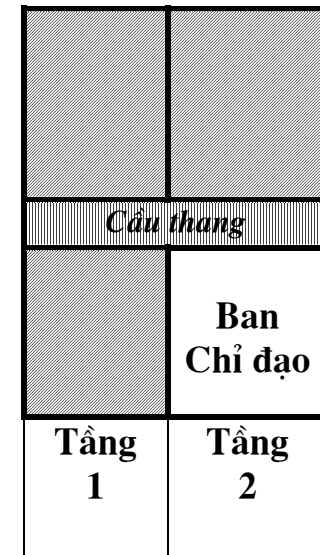 Cầu thang
Ban
Chỉ đạo
Tầng
1
Tầng
2